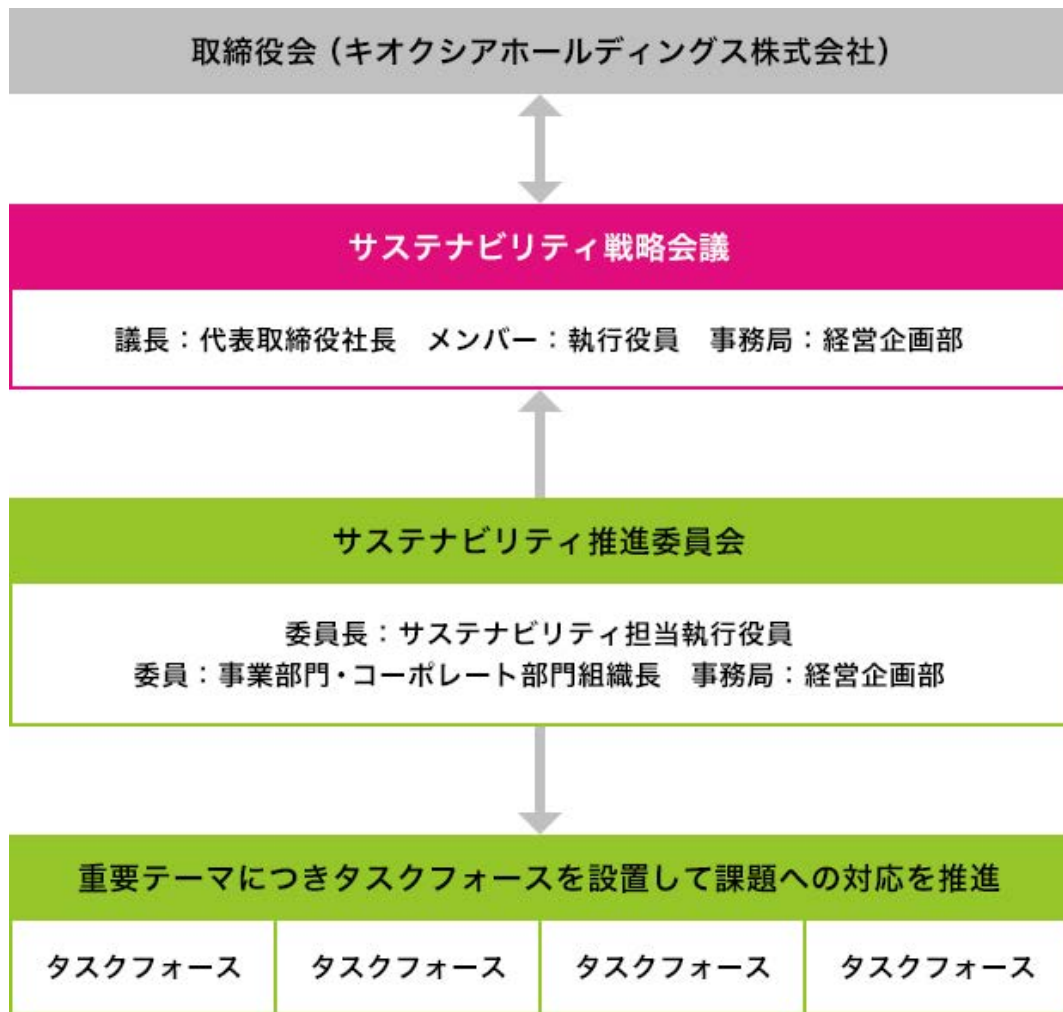 取締役会（キオクシアホールディングス株式会社）
サステナビリティ戦略会議
議長：代表取締役社長　メンバー：執行役員　事務局：経営企画部
サステナビリティ推進委員会
委員長：サステナビリティ担当執行役員
委員：事業部門・コーポレート部門組織長　事務局：経営企画部
重要テーマにつきタスクフォースを設置して課題への対応を推進
タスクフォース　タスクフォース　タスクフォース　タスクフォース